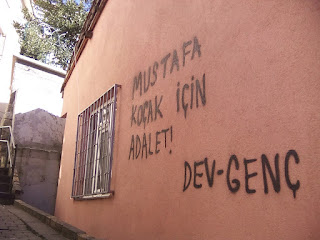 MUSTAFA
KOÇAK İÇİN
ADALET!
DEV-GENÇ